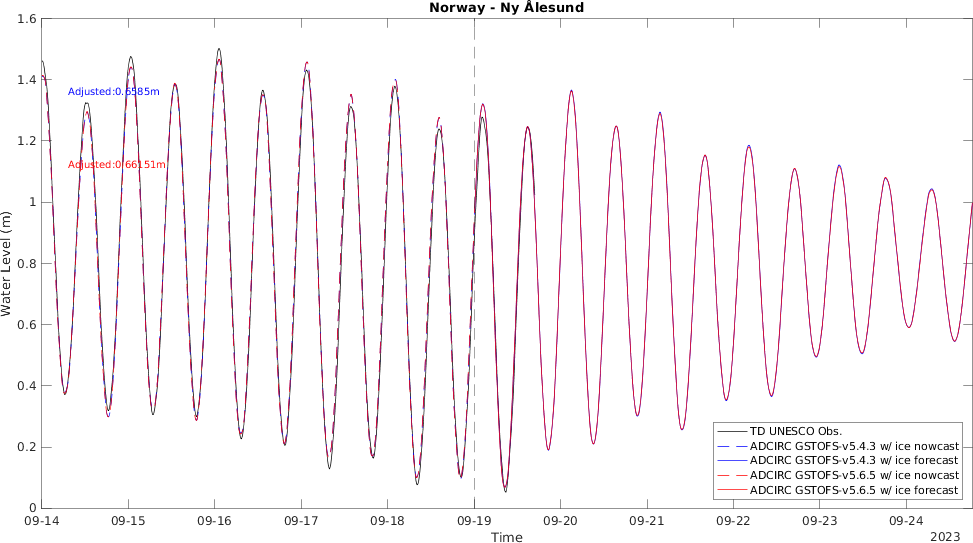 Norway - Ny Ålesund
1.6
1.4
1.2
1
0.8
0.6
0.4
0.2
0
Water Level (m)
Adjusted:0.6585m
Adjusted:0.66151m
TD UNESCO Obs.
ADCIRC GSTOFS-v5.4.3 w/ ice nowcast
ADCIRC GSTOFS-v5.4.3 w/ ice forecast
ADCIRC GSTOFS-v5.6.5 w/ ice nowcast
ADCIRC GSTOFS-v5.6.5 w/ ice forecast
09-14 09-15 09-16 09-17 09-18 09-19 09-20 09-21 09-22 09-23 09-24
Time
2023